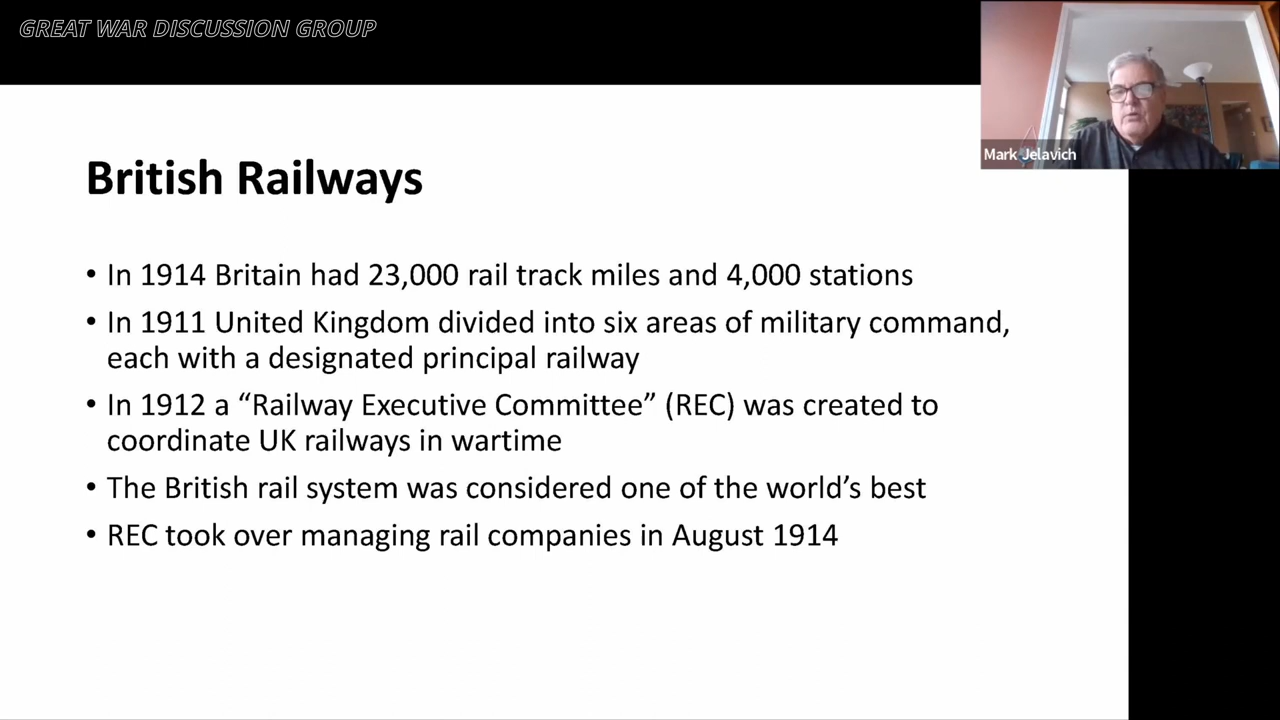 GREAT WAR DISCUSSION GROUP
Mark Jelavich
British Railways
• In 1914 Britain had 23,000 rail track miles and 4,000 stations
• In 1911 United Kingdom divided into six areas of military command,
each with a designated principal railway
• In 1912 a “Railway Executive Committee” (REC) was created to
coordinate UK railways in wartime
• The British rail system was considered one of the world’s best
• REC took over managing rail companies in August 1914